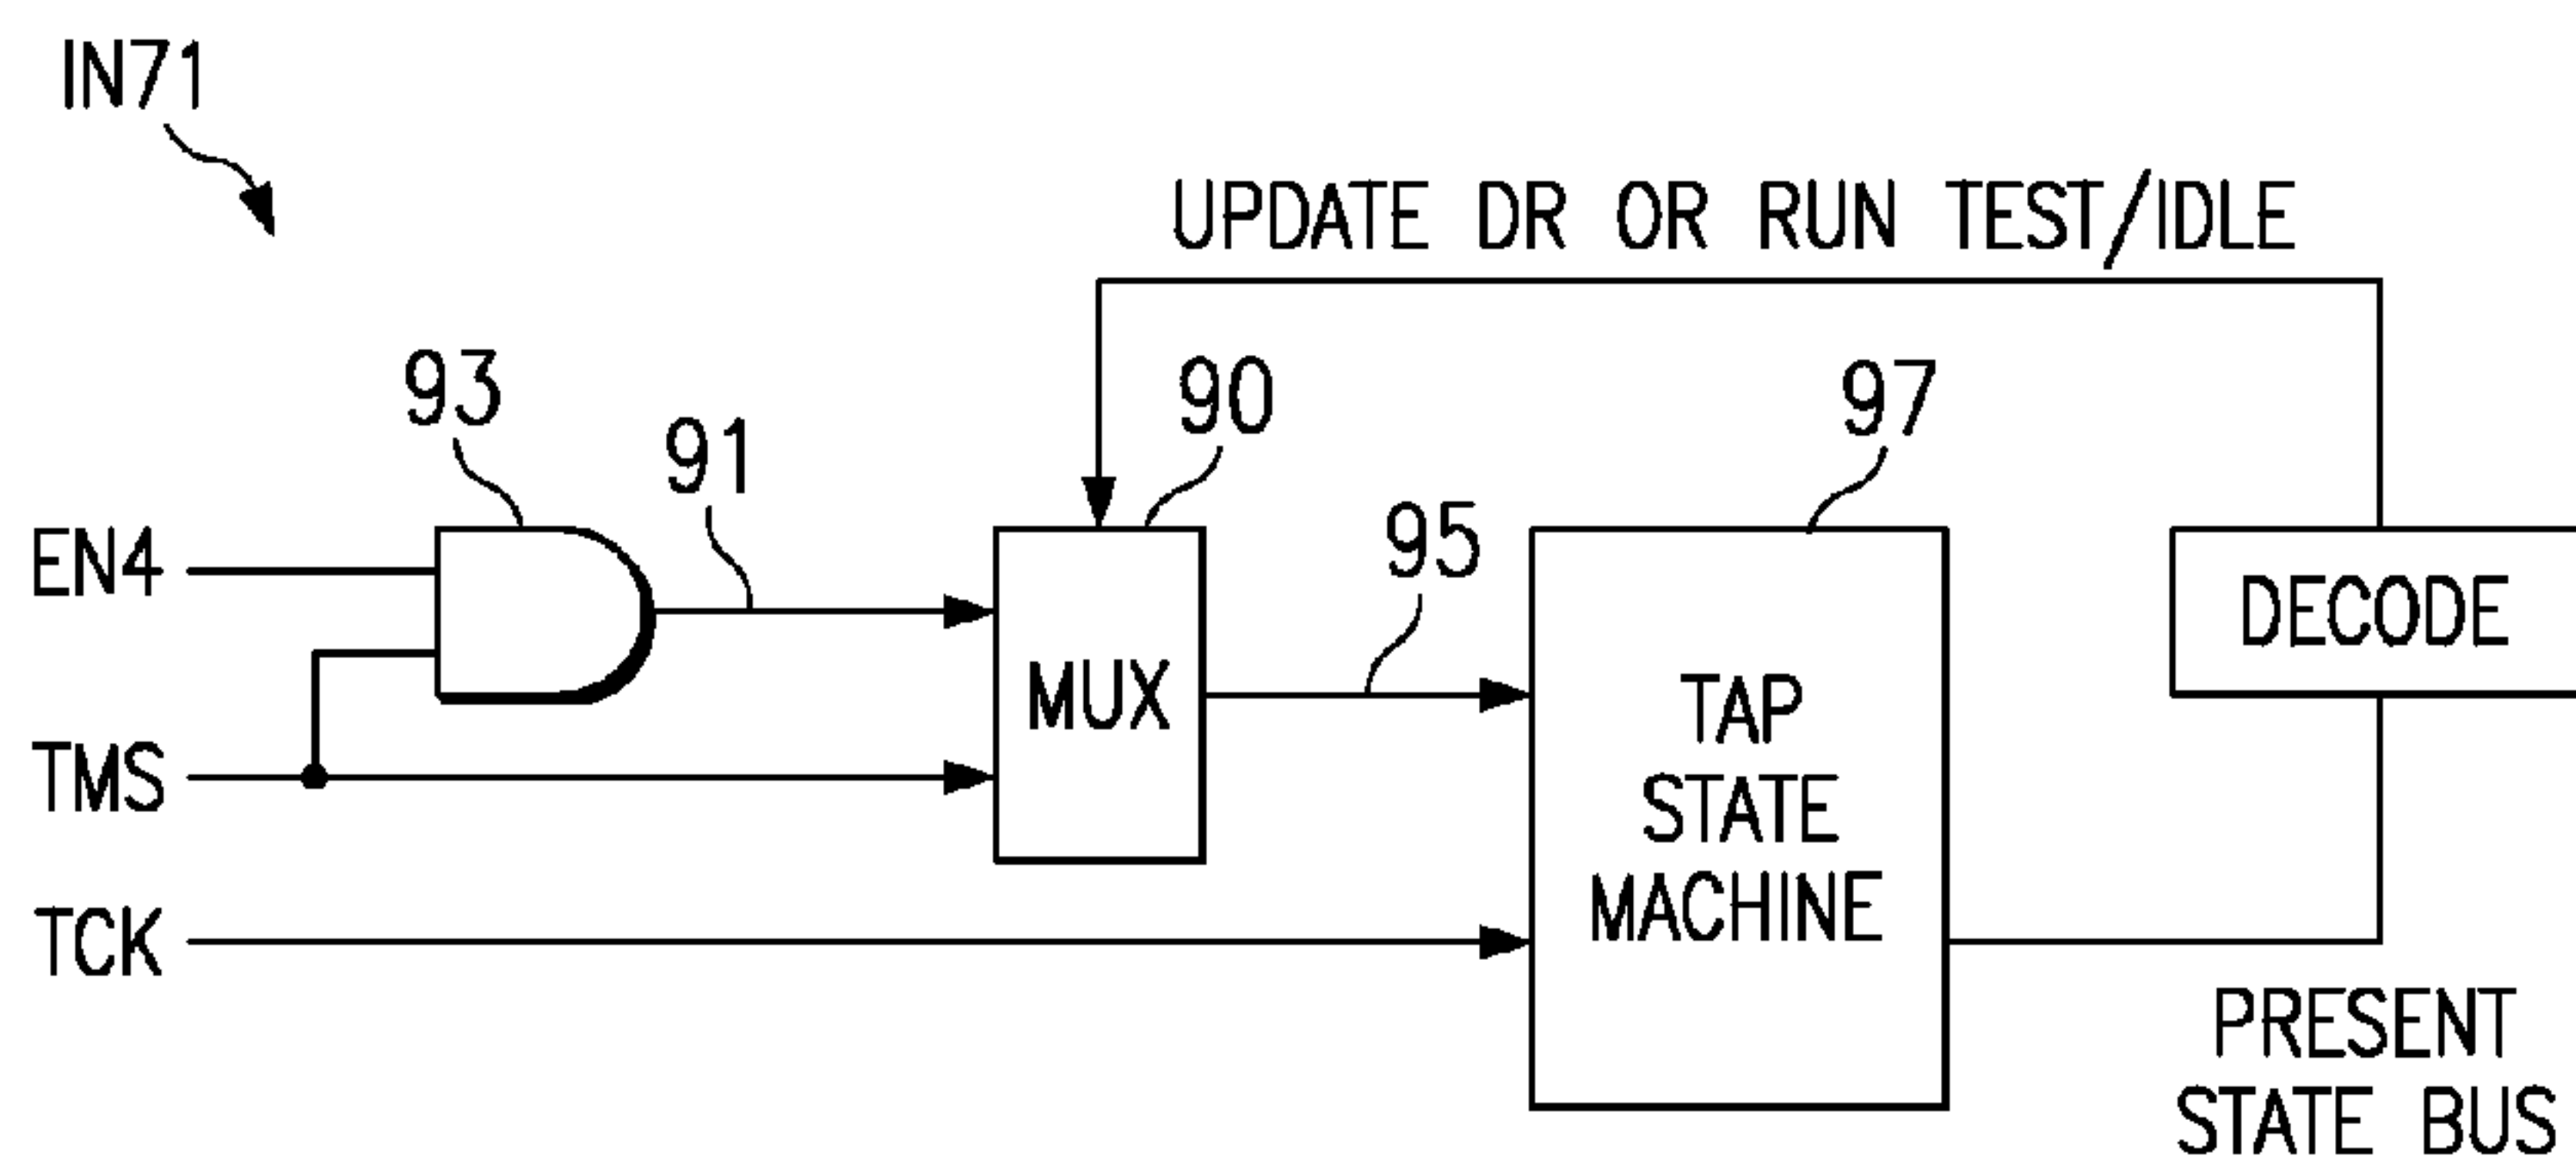 IN71
UPDATE DR OR RUN TEST/IDLE
93
91
90
95
97
EN4
TMS
TCK
MUX
TAP
STATE
MACHINE
DECODE
PRESENT
STATE BUS